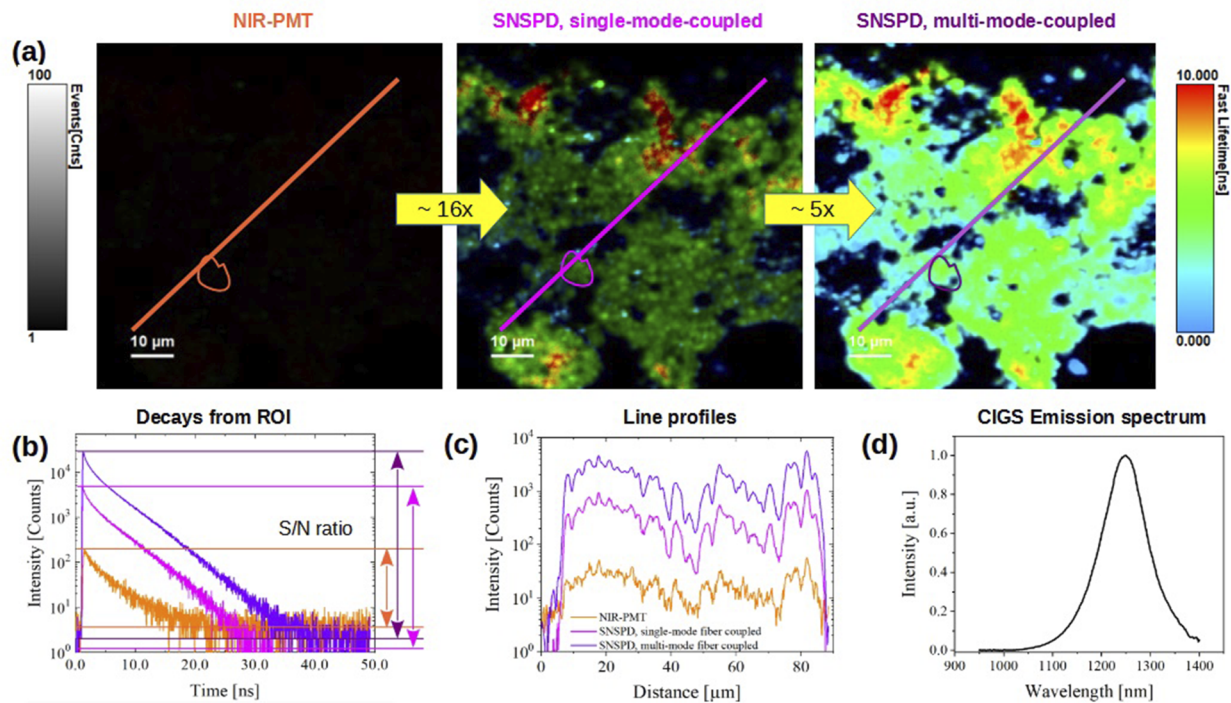 NIR-PMT
SNSPD, single-mode-coupled
SNSPD, multi-mode-coupled
(a)
100
Events[Cnts]
1
10 µm
~ 16x
10 µm
~ 5x
10 µm
10.000
Fast Lifetime[ns]
0.000
Decays from ROI
Line profiles
CIGS Emission spectrum
(b)
Intensity [Counts]
10⁴
10³
10²
10¹
10⁰
S/N ratio
0.0 10.0 20.0 30.0 40.0 50.0
Time [ns]
(c)
Intensity [Counts]
10⁴
10³
10²
10¹
10⁰
NIR-PMT
SNSPD, single-mode fiber coupled
SNSPD, multi-mode fiber coupled
0 20 40 60 80
Distance [µm]
(d)
Intensity [a.u.]
1.0
0.8
0.6
0.4
0.2
0.0
900 1000 1100 1200 1300 1400
Wavelength [nm]